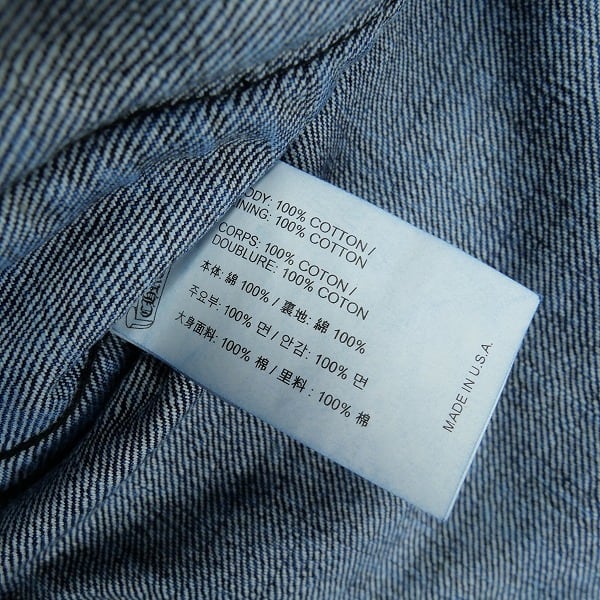 BODY: 100% COTTON /
LINING: 100% COTTON
CORPS: 100% COTON /
DOUBLURE: 100% COTON
本体: 綿 100% / 裏地: 綿 100%
주요부: 100% 면 / 안감: 100% 면
大身面料: 100% 棉 / 里料: 100% 棉
MADE IN U.S.A.